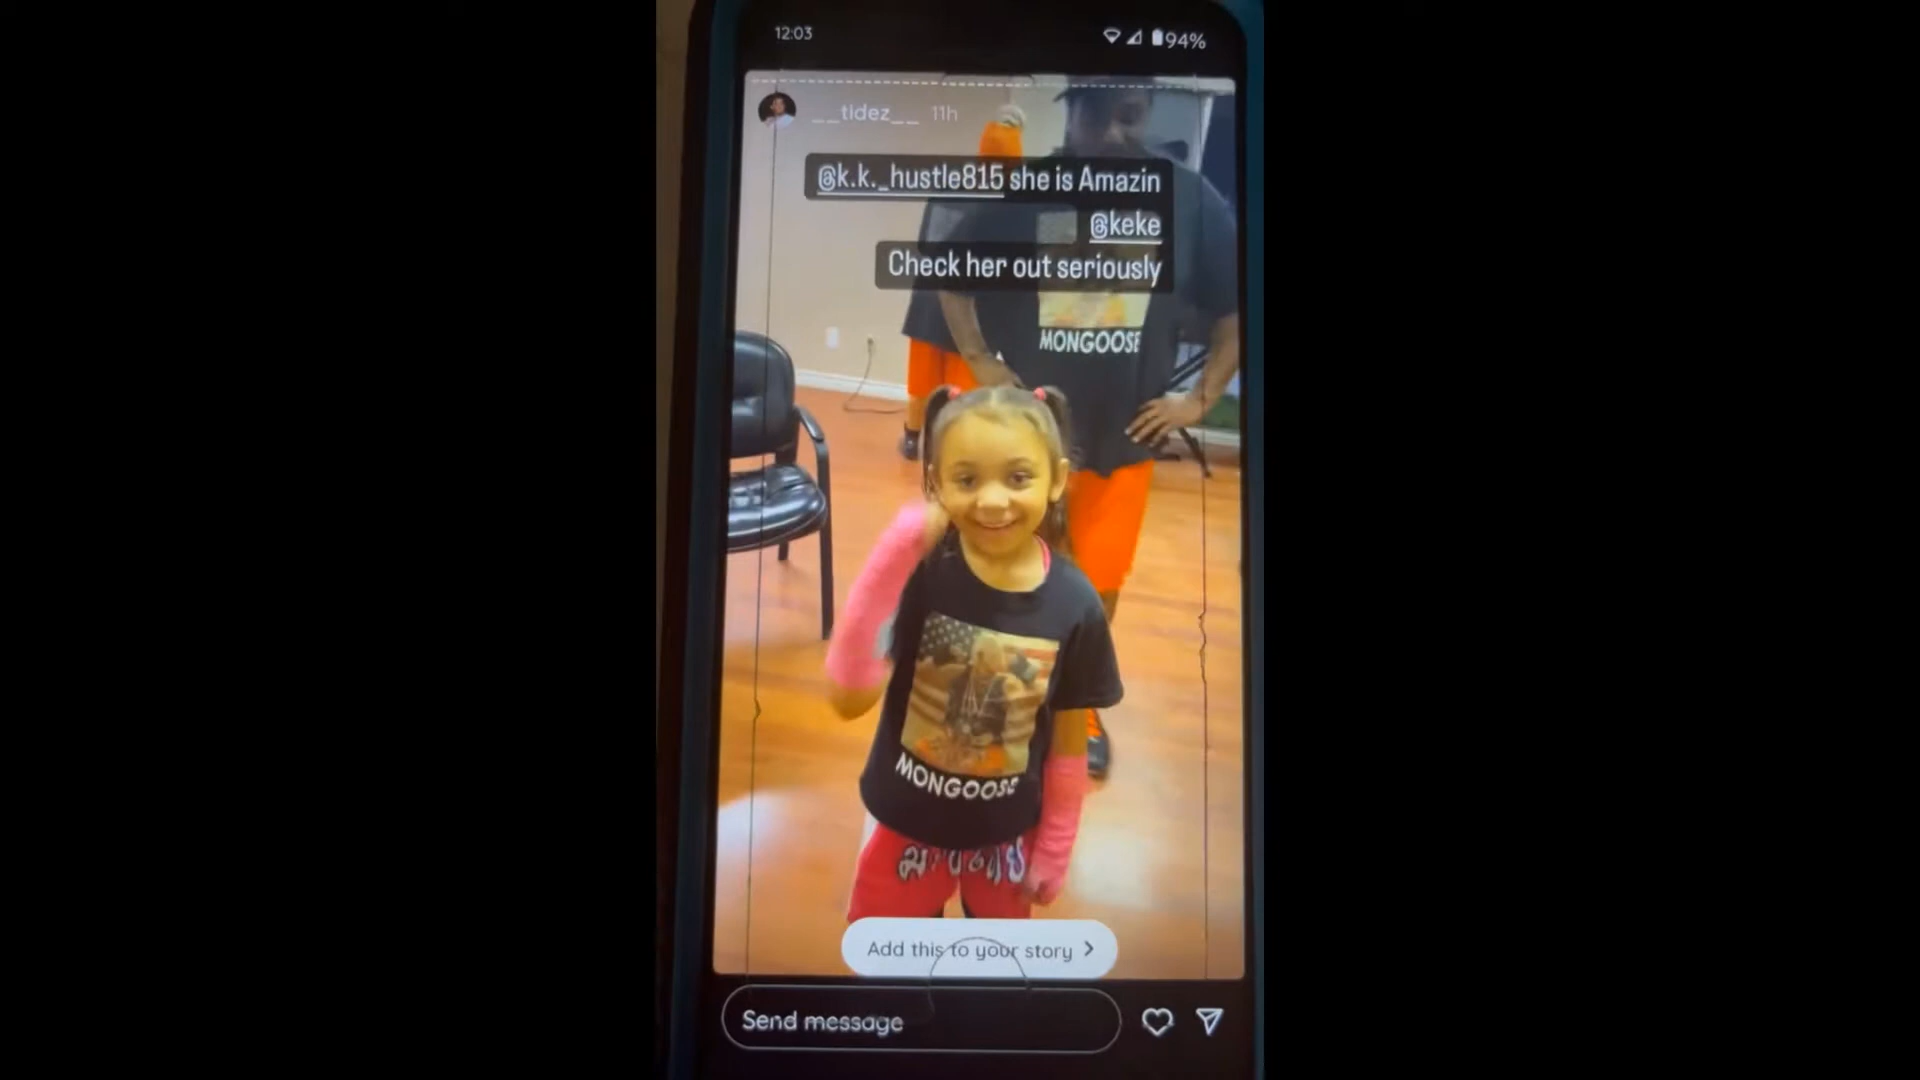 12:03
94%
__tidez__ 11h
@k.k._hustle815 she is Amazin
@keke
Check her out seriously
MONGOOSE
MONGOOSE
Add this to your story >
Send message